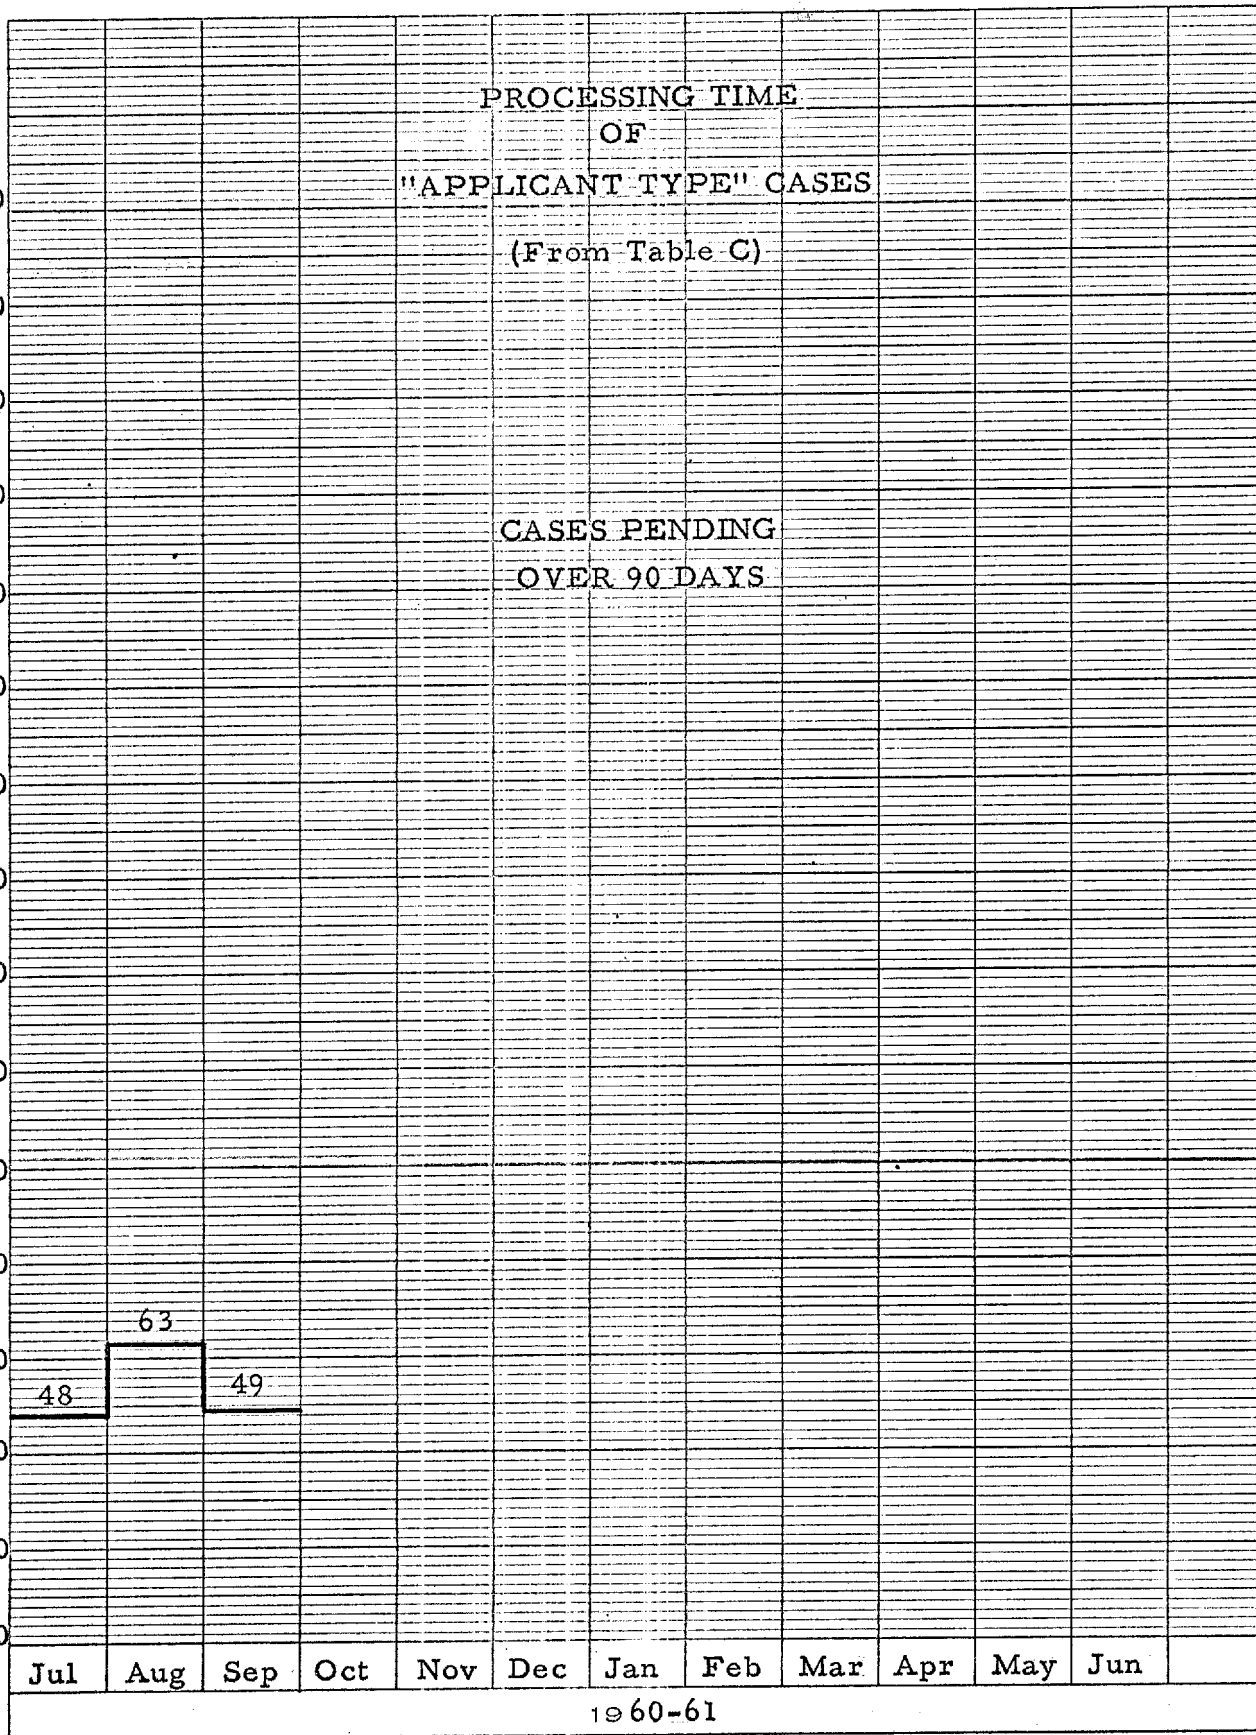 PROCESSING TIME
OF
"APPLICANT TYPE" CASES
(From Table C)
CASES PENDING
OVER 90 DAYS
63
48 49
Jul Aug Sep Oct Nov Dec Jan Feb Mar Apr May Jun
1960-61